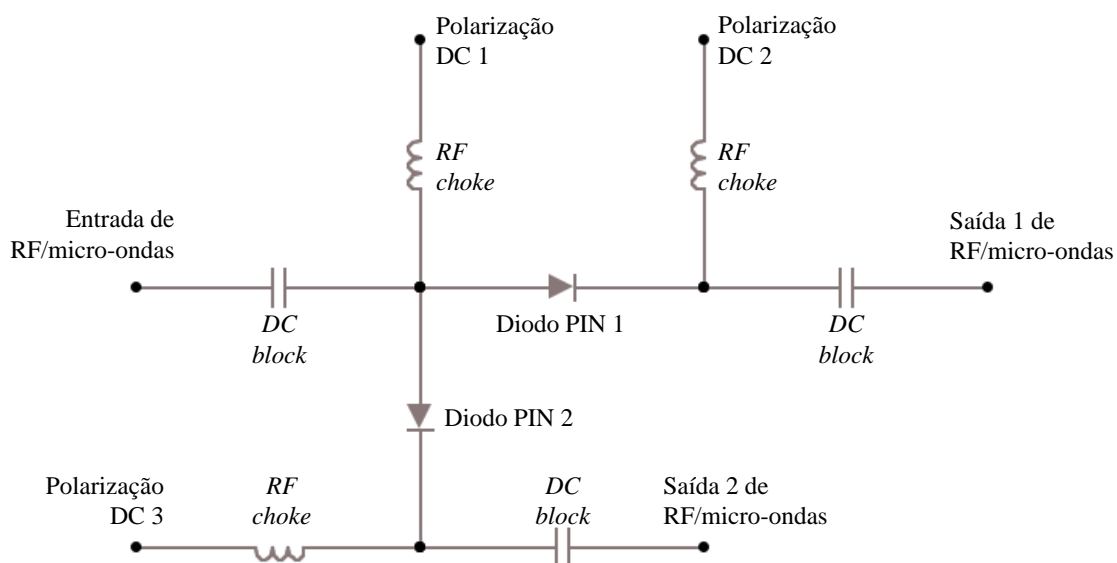 Polarização
DC 1
Polarização
DC 2
RF
choke
RF
choke
Entrada de
RF/micro-ondas
Saída 1 de
RF/micro-ondas
DC
block
Diodo PIN 1
DC
block
Diodo PIN 2
Polarização
DC 3
RF
choke
DC
block
Saída 2 de
RF/micro-ondas